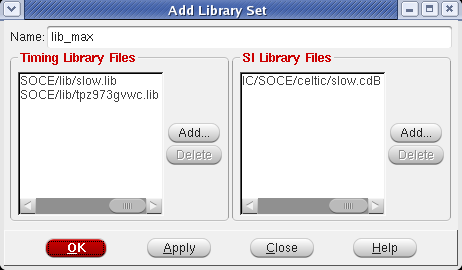 Add Library Set
Name: lib_max
Timing Library Files
SI Library Files
SOCE/lib/slow.lib
SOCE/lib/tpz973gvwc.lib
IC/SOCE/celtic/slow.cdB
Add...
Delete
Add...
Delete
OK
Apply
Close
Help